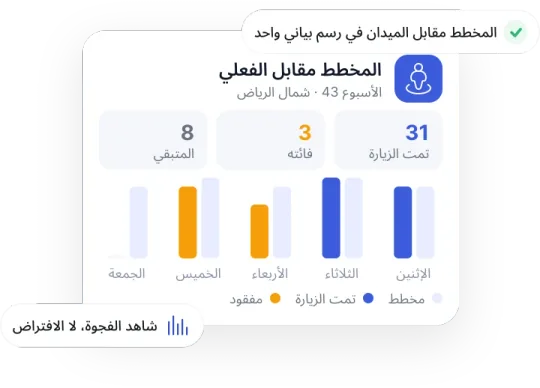 المخطط مقابل الميدان في رسم بياني واحد
المخطط مقابل الفعلي
الأسبوع 43 · شمال الرياض
31
تمت الزيارة
3
فائته
8
المتبقي
الإثنين
الثلاثاء
الأربعاء
الخميس
الجمعة
مخطط
تمت الزيارة
مفقود
شاهد الفجوة، لا الافتراض